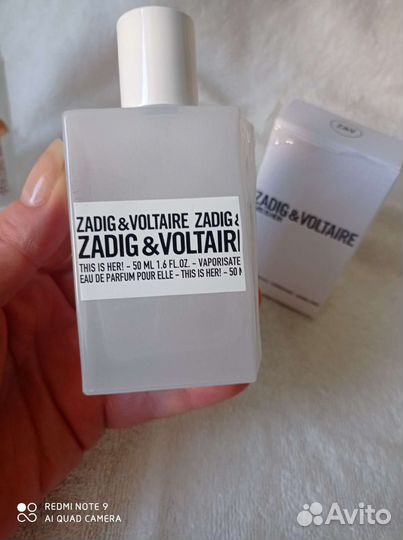 ZADIG & VOLTAIRE ZADIG &
ZADIG & VOLTAIRE
THIS IS HER! – 50 ML 1.6 FL.OZ. – VAPORISATE
EAU DE PARFUM POUR ELLE – THIS IS HER! – 50 M
Z&V
ZADIG & VOLTAIRE
REDMI NOTE 9
AI QUAD CAMERA
Avito